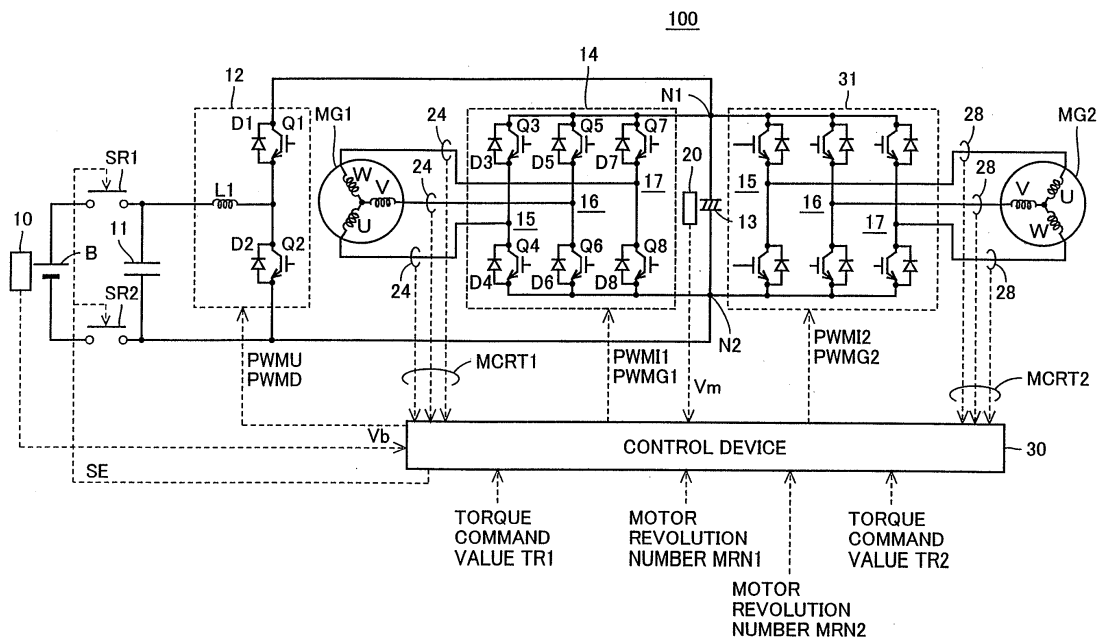 100
12
14
31
MG1
D1
Q1
24
Q3
Q5
Q7
N1
28
MG2
SR1
D3
D5
D7
20
W
V
U
24
17
15
28
V
U
W
10
L1
16
16
13
11
B
D2
Q2
15
Q4
Q6
Q8
17
SR2
24
D4
D6
D8
28
N2
PWMU
PWMD
MCRT1
PWMI1
PWMG1
Vm
PWMI2
PWMG2
MCRT2
Vb
CONTROL DEVICE
30
SE
TORQUE
COMMAND
VALUE TR1
MOTOR
REVOLUTION
NUMBER MRN1
TORQUE
COMMAND
VALUE TR2
MOTOR
REVOLUTION
NUMBER MRN2